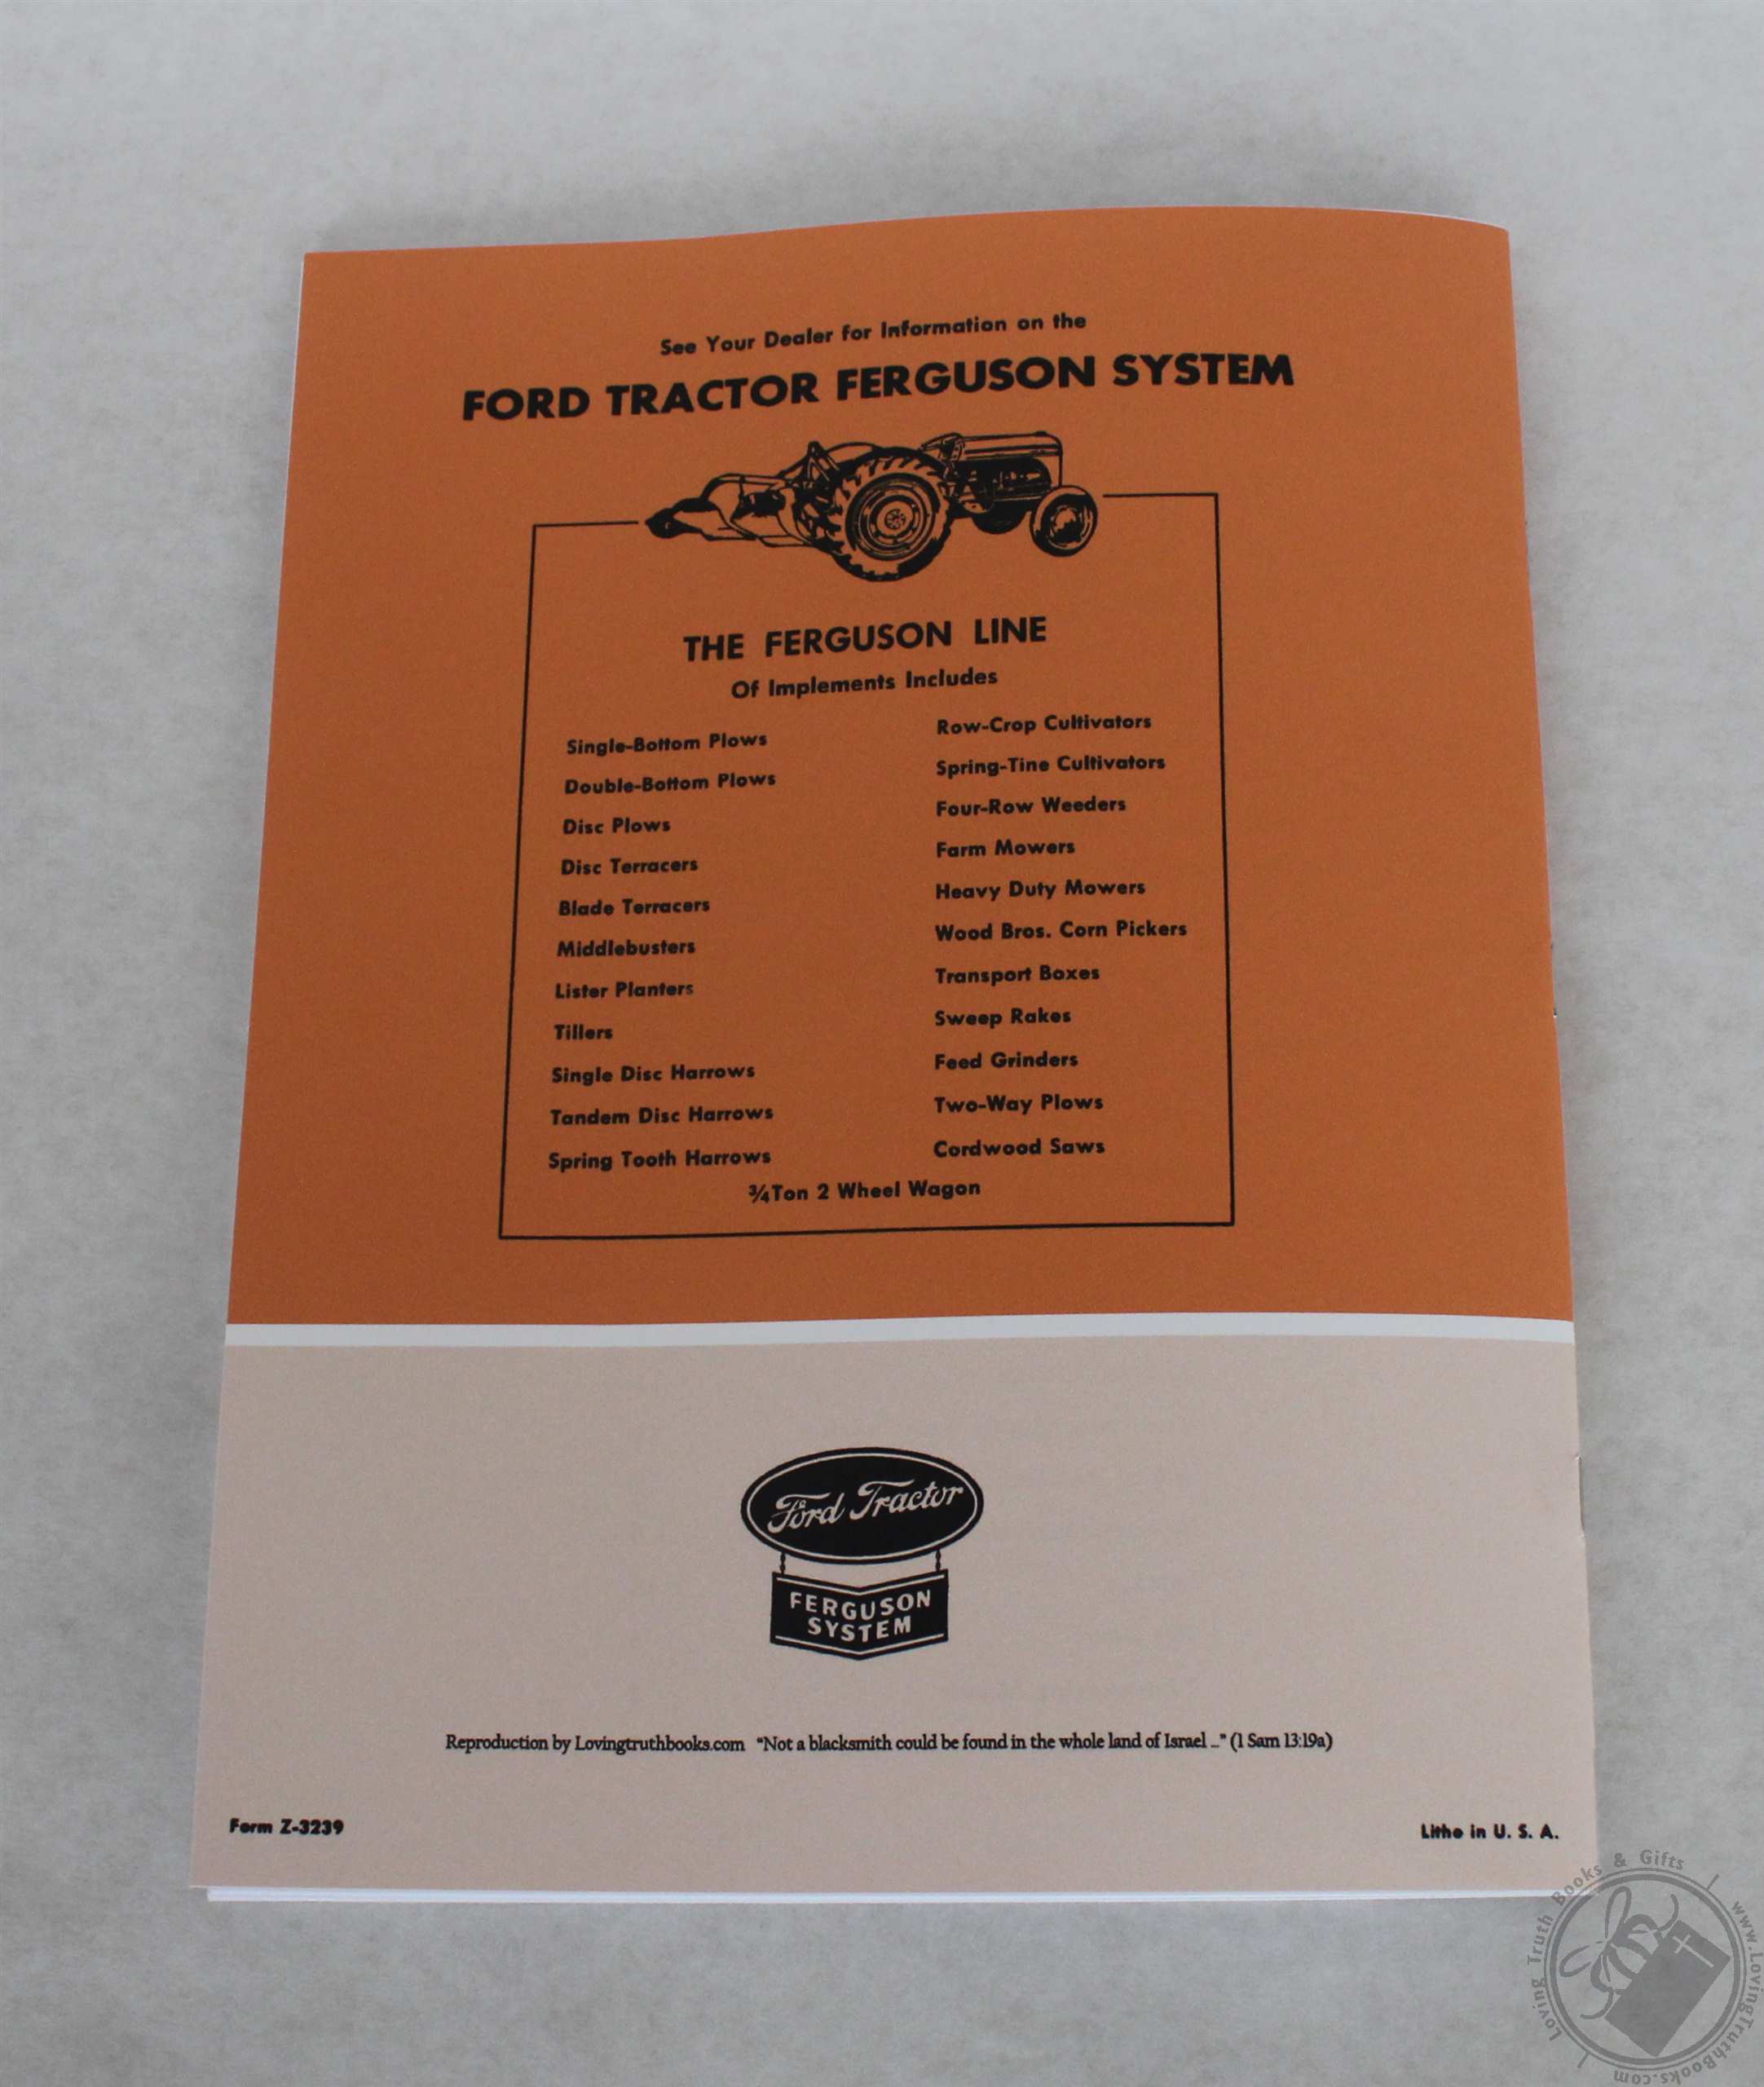 See Your Dealer for Information on the
FORD TRACTOR FERGUSON SYSTEM
THE FERGUSON LINE
Of Implements Includes
Single-Bottom Plows
Double-Bottom Plows
Disc Plows
Disc Terracers
Blade Terracers
Middlebusters
Lister Planters
Tillers
Single Disc Harrows
Tandem Disc Harrows
Spring Tooth Harrows
Row-Crop Cultivators
Spring-Tine Cultivators
Four-Row Weeders
Farm Mowers
Heavy Duty Mowers
Wood Bros. Corn Pickers
Transport Boxes
Sweep Rakes
Feed Grinders
Two-Way Plows
Cordwood Saws
¾ Ton 2 Wheel Wagon
Ford Tractor
FERGUSON
SYSTEM
Reproduction by Lovingtruthbooks.com "Not a blacksmith could be found in the whole land of Israel ..." (1 Sam 13:19a)
Form Z-3239
Litho in U. S. A.
Loving Truth Books & Gifts
www.LovingTruthBooks.com